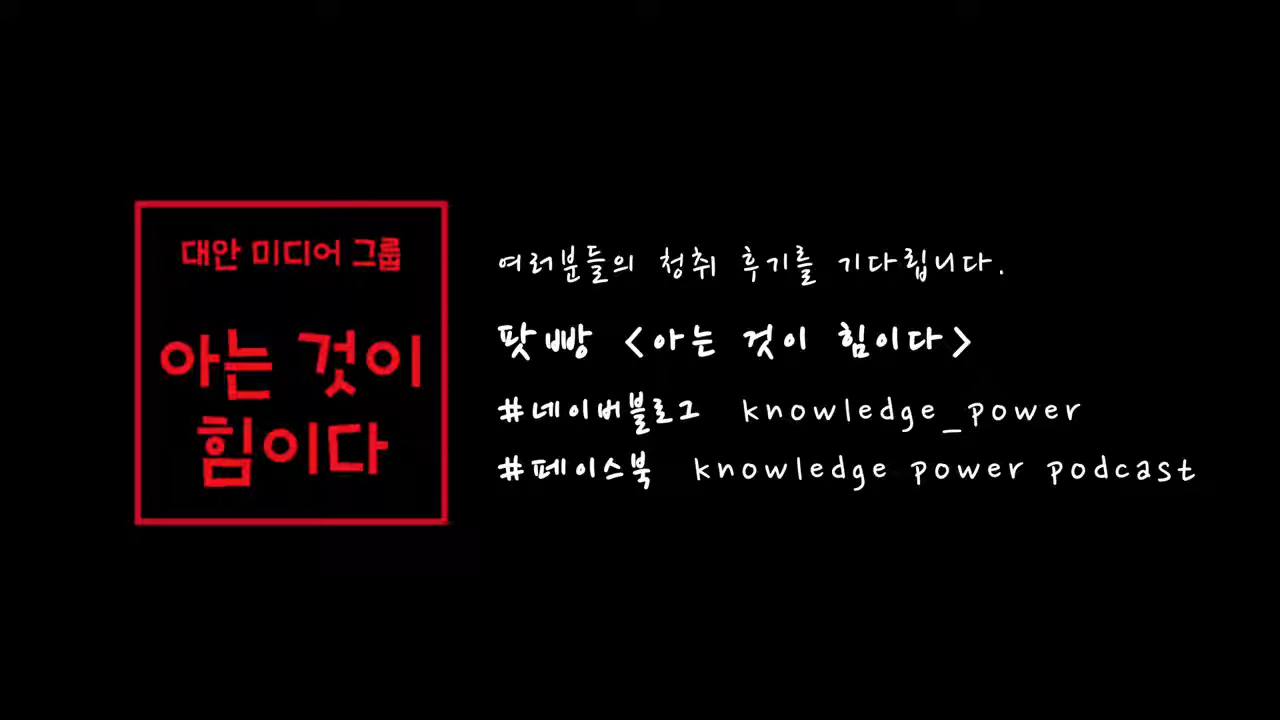 대안 미디어 그룹
아는 것이
힘이다
여러분들의 청취 후기를 기다립니다.
팟빵 <아는 것이 힘이다>
#네이버블로그 knowledge_power
#페이스북 knowledge power podcast